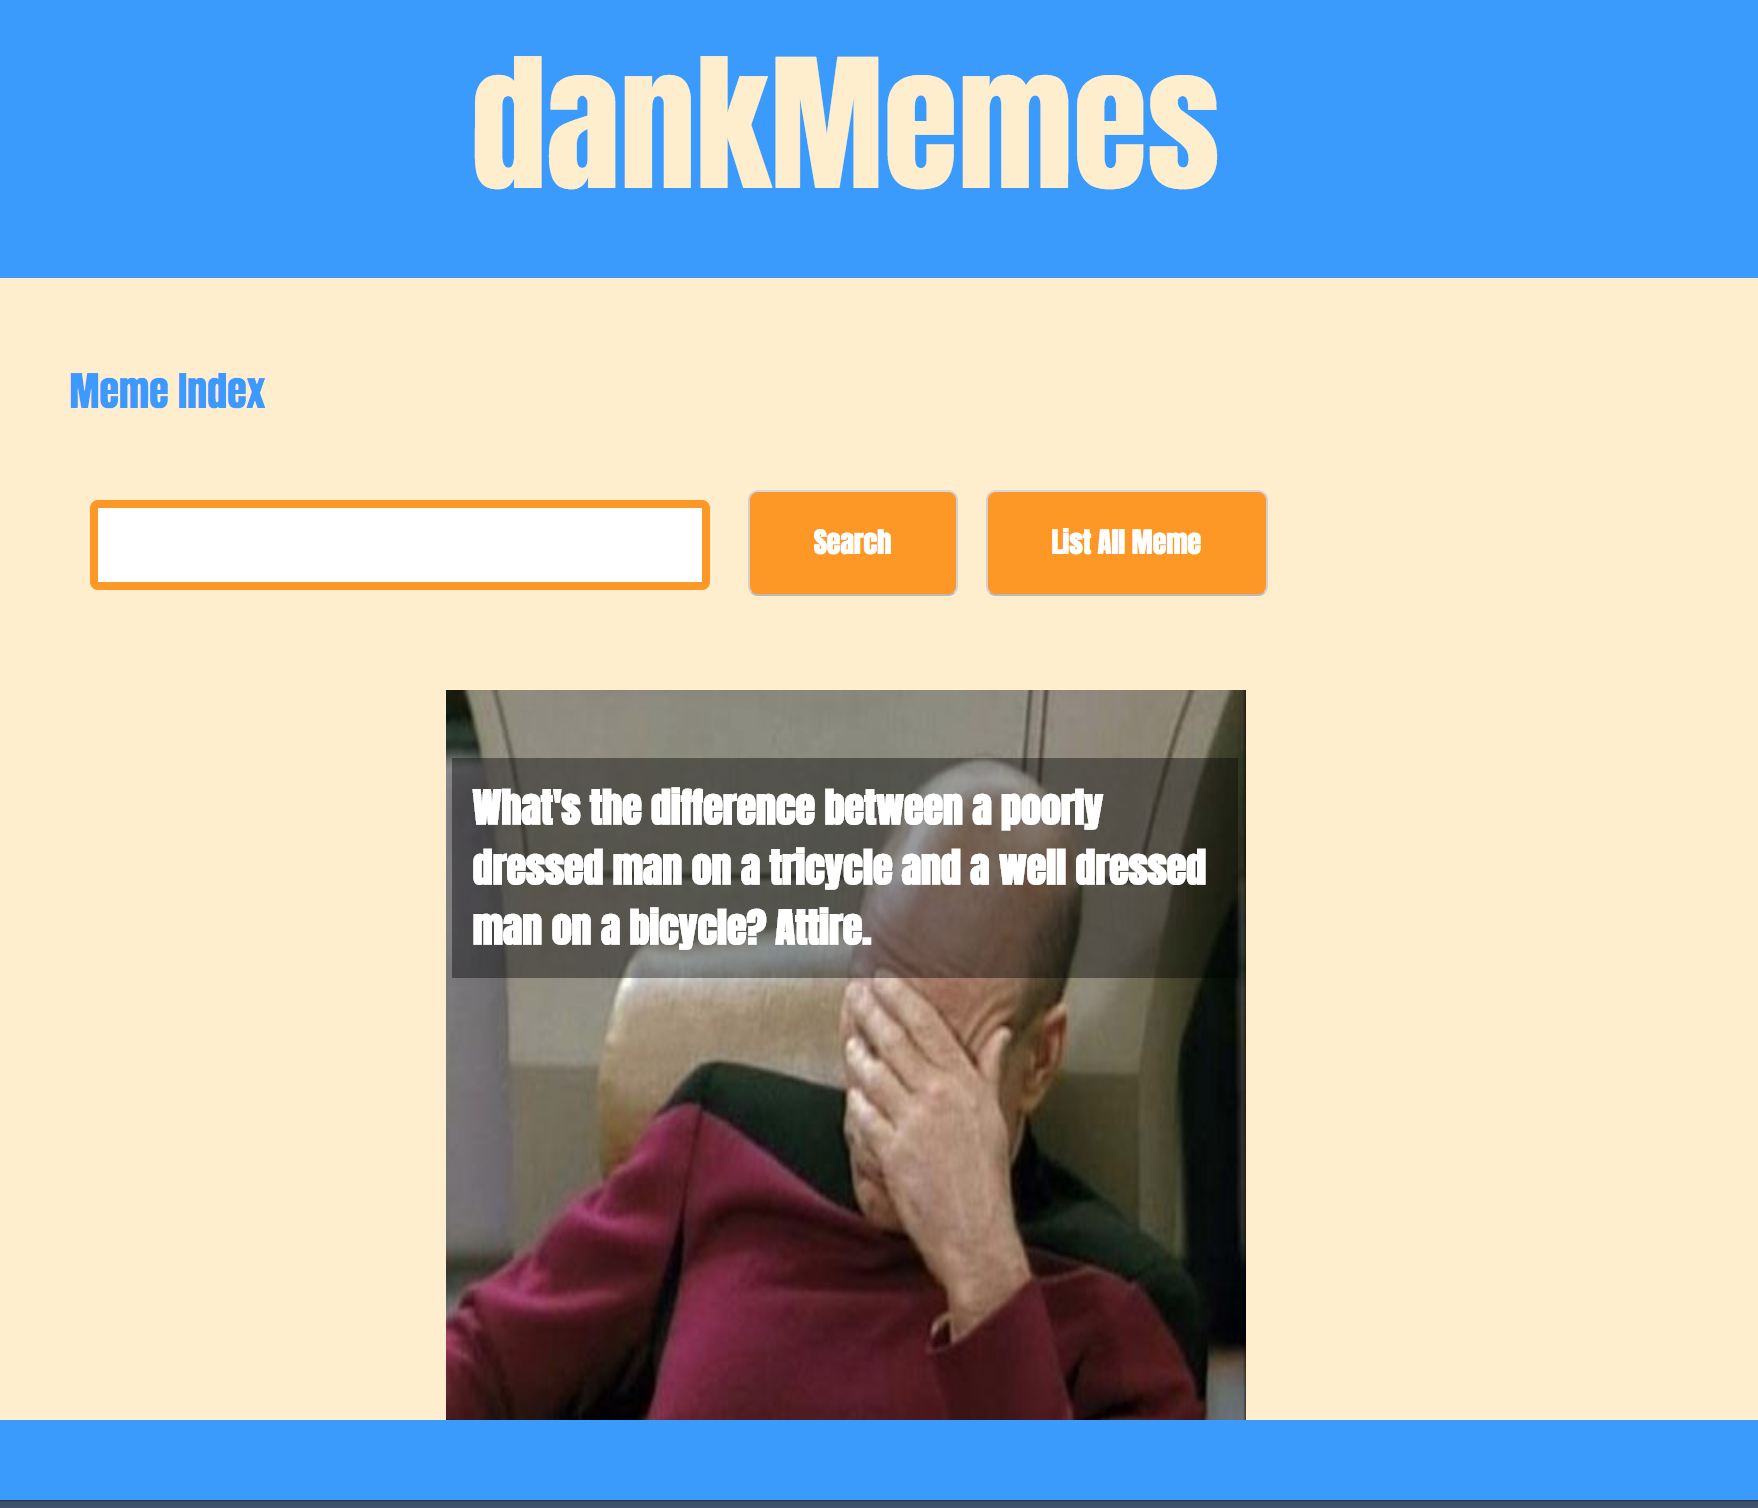 dankMemes
Meme Index
Search
List All Meme
What's the difference between a poorly
dressed man on a tricycle and a well dressed
man on a bicycle? Attire.